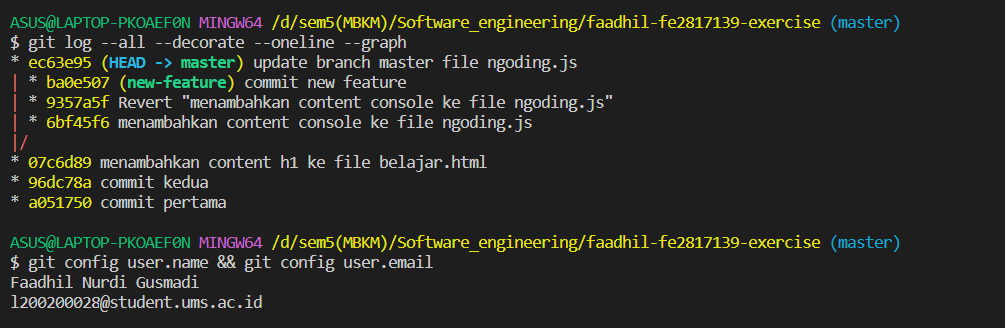 ASUS@LAPTOP-PKOAEF0N MINGW64 /d/sem5(MBKM)/Software_engineering/faadhil-fe2817139-exercise (master)
$ git log --all --decorate --oneline --graph
* ec63e95 (HEAD -> master) update branch master file ngoding.js
| * ba0e507 (new-feature) commit new feature
| * 9357a5f Revert "menambahkan content console ke file ngoding.js"
| * 6bf45f6 menambahkan content console ke file ngoding.js
|/
* 07c6d89 menambahkan content h1 ke file belajar.html
* 96dc78a commit kedua
* a051750 commit pertama
ASUS@LAPTOP-PKOAEF0N MINGW64 /d/sem5(MBKM)/Software_engineering/faadhil-fe2817139-exercise (master)
$ git config user.name && git config user.email
Faadhil Nurdi Gusmadi
l200200028@student.ums.ac.id